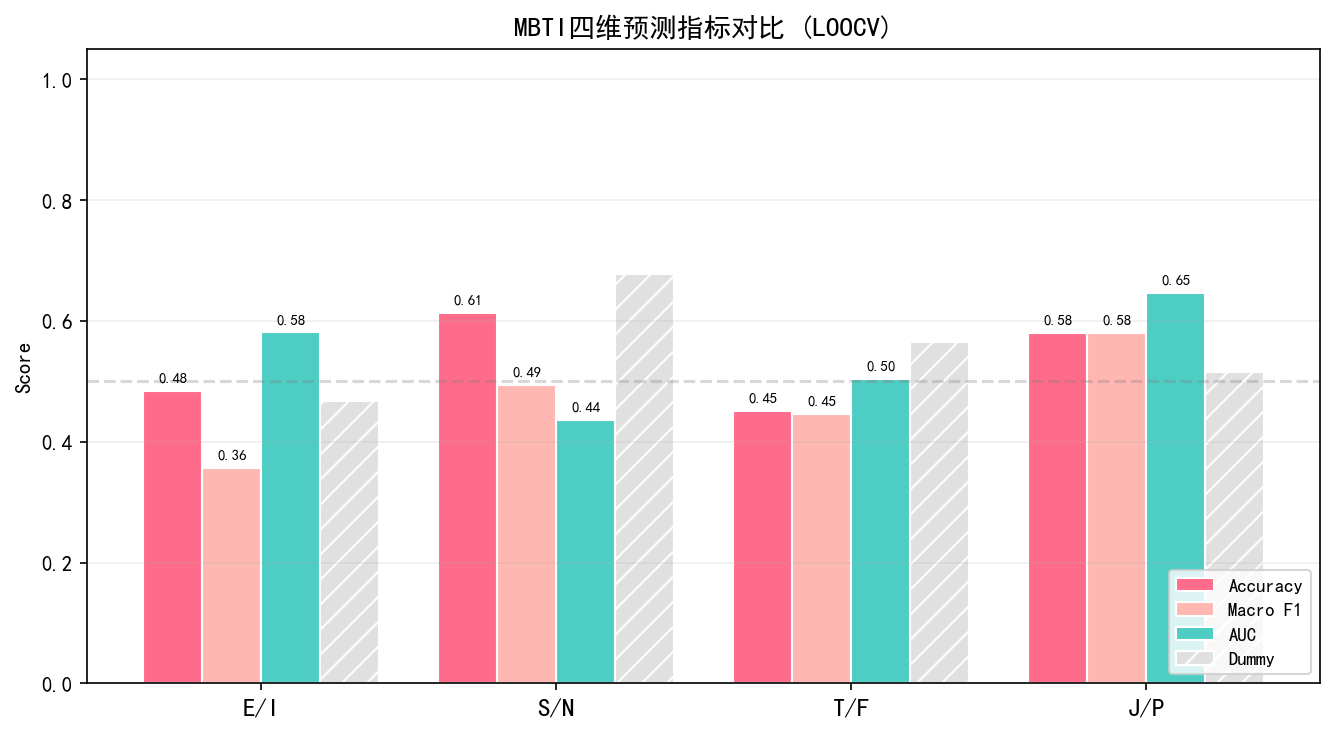 MBTI四维预测指标对比 (LOOCV)
Score
1.0
0.8
0.6
0.4
0.2
0.0
0.48
0.36
0.58
0.61
0.49
0.44
0.45
0.45
0.50
0.58
0.58
0.65
E/I
S/N
T/F
J/P
Accuracy
Macro F1
AUC
Dummy